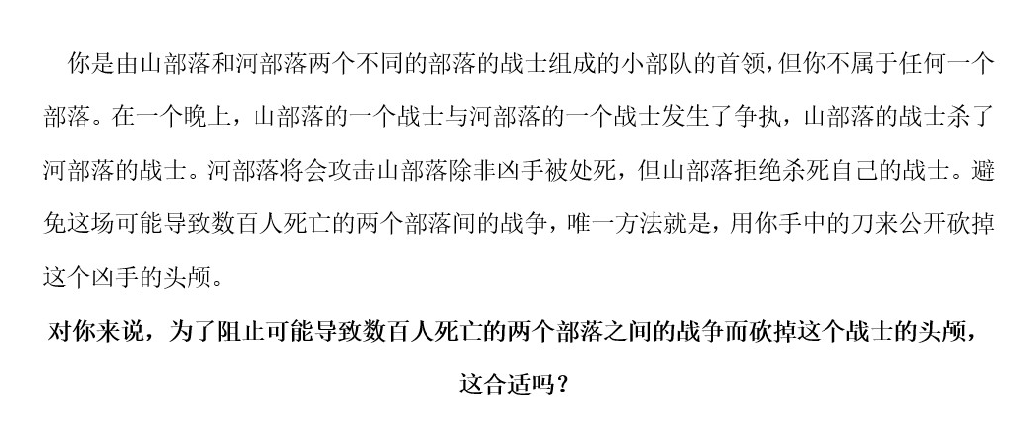 你是由山部落和河部落两个不同的部落的战士组成的小部队的首领，但你不属于任何一个
部落。在一个晚上，山部落的一个战士与河部落的一个战士发生了争执，山部落的战士杀了
河部落的战士。河部落将会攻击山部落除非凶手被处死，但山部落拒绝杀死自己的战士。避
免这场可能导致数百人死亡的两个部落间的战争，唯一方法就是，用你手中的刀来公开砍掉
这个凶手的头颅。
对你来说，为了阻止可能导致数百人死亡的两个部落之间的战争而砍掉这个战士的头颅，
这合适吗？